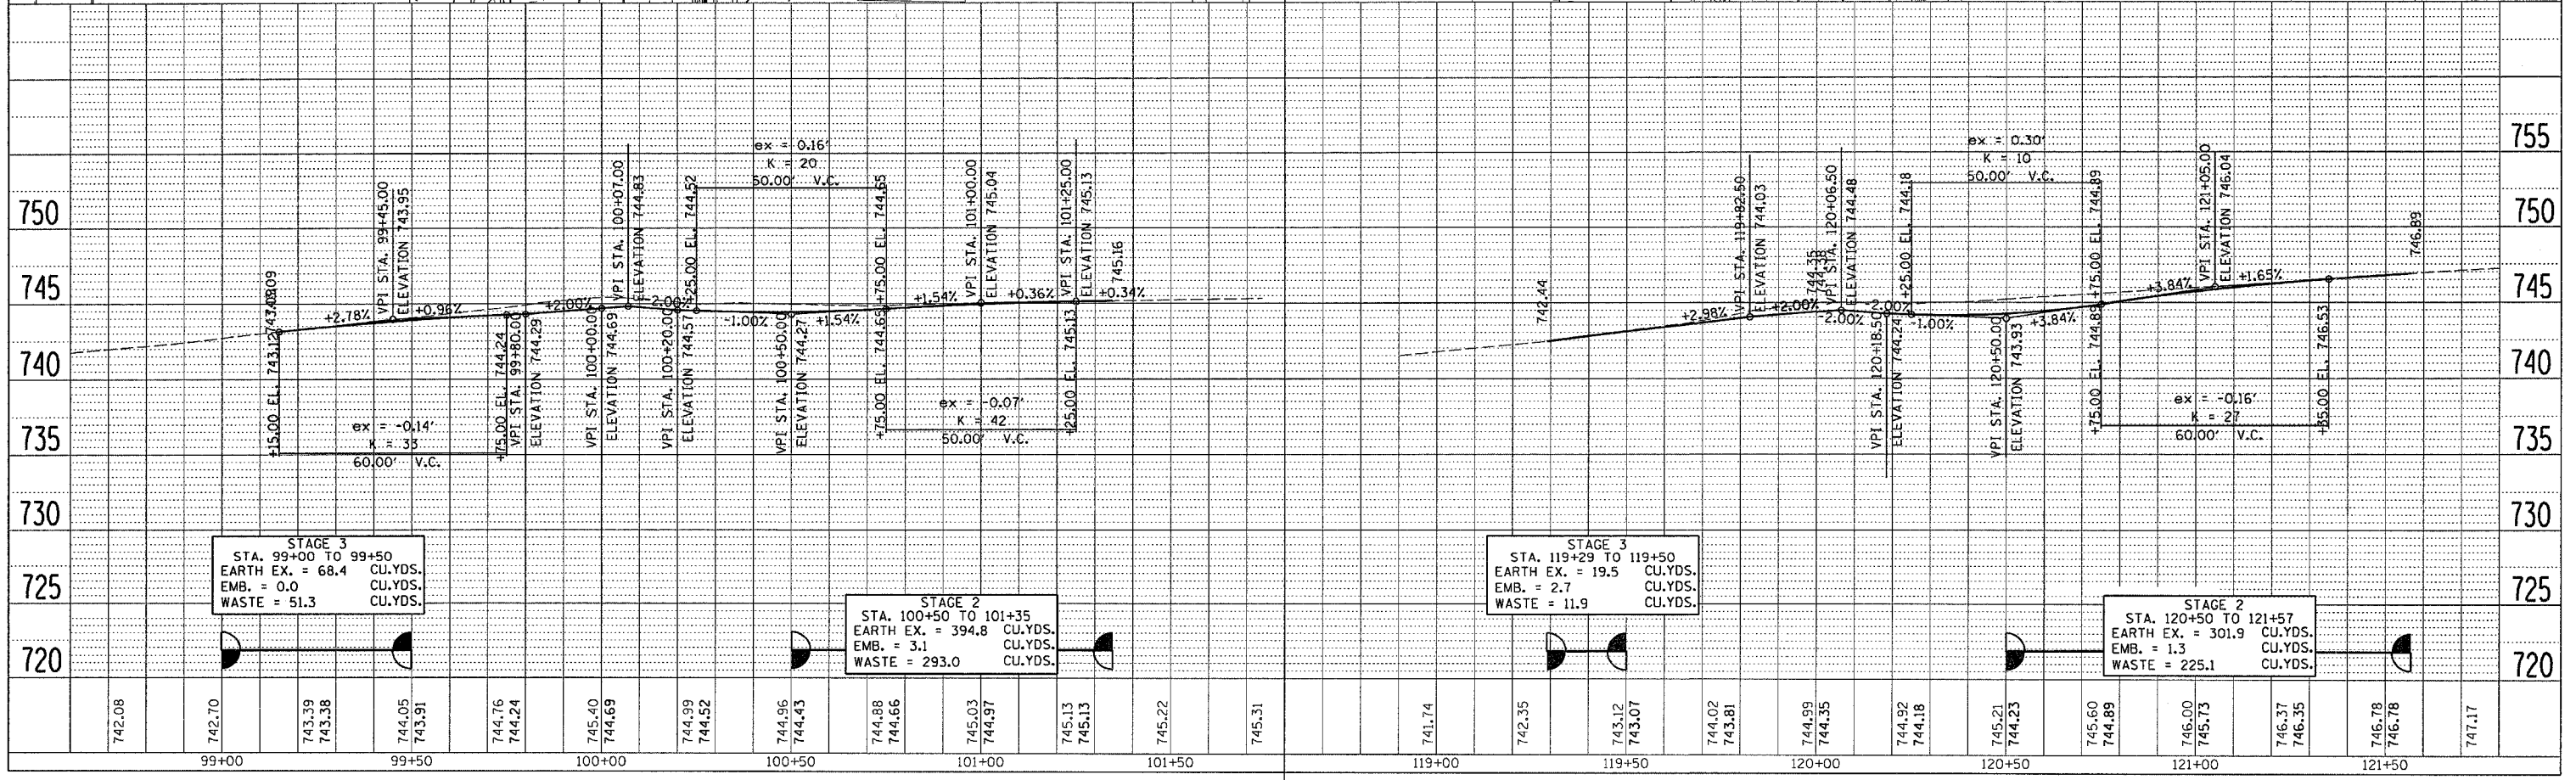 755
755
750
750
745
745
740
740
735
735
730
730
725
725
720
720
743.09
+15.00 EL. 743.12
+2.78%
VPI STA. 99+45.00
ELEVATION 743.95
+0.96%
ex = -0.14'
K = 33
60.00' V.C.
+75.00 EL. 744.24
VPI STA. 99+80.00
ELEVATION 744.29
+2.00%
VPI STA. 100+00.00
ELEVATION 744.69
VPI STA. 100+07.00
ELEVATION 744.83
-2.00%
VPI STA. 100+20.00
ELEVATION 744.57
+25.00 EL. 744.52
ex = 0.16'
K = 20
50.00' V.C.
-1.00%
VPI STA. 100+50.00
ELEVATION 744.27
+1.54%
+75.00 EL. 744.65
+75.00 EL. 744.65
+1.54%
VPI STA. 101+00.00
ELEVATION 745.04
+0.36%
ex = -0.07'
K = 42
50.00' V.C.
+25.00 EL. 745.13
VPI STA. 101+25.00
ELEVATION 745.13
+0.34%
745.16
742.44
+2.98%
VPI STA. 119+82.50
ELEVATION 744.03
+2.00%
744.35
744.38
VPI STA. 120+06.50
ELEVATION 744.48
-2.00%
-2.00%
VPI STA. 120+18.50
ELEVATION 744.24
+25.00 EL. 744.18
-1.00%
ex = 0.30'
K = 10
50.00' V.C.
VPI STA. 120+50.00
ELEVATION 743.93
+3.84%
+75.00 EL. 744.89
+75.00 EL. 744.89
+3.84%
VPI STA. 121+05.00
ELEVATION 746.04
+1.65%
ex = -0.16'
K = 27
60.00' V.C.
+35.00 EL. 746.53
746.89
STAGE 3
STA. 99+00 TO 99+50
EARTH EX. = 68.4 CU.YDS.
EMB. = 0.0 CU.YDS.
WASTE = 51.3 CU.YDS.
STAGE 2
STA. 100+50 TO 101+35
EARTH EX. = 394.8 CU.YDS.
EMB. = 3.1 CU.YDS.
WASTE = 293.0 CU.YDS.
STAGE 3
STA. 119+29 TO 119+50
EARTH EX. = 19.5 CU.YDS.
EMB. = 2.7 CU.YDS.
WASTE = 11.9 CU.YDS.
STAGE 2
STA. 120+50 TO 121+57
EARTH EX. = 301.9 CU.YDS.
EMB. = 1.3 CU.YDS.
WASTE = 225.1 CU.YDS.
742.08
742.70
743.39
743.38
744.05
743.91
744.76
744.24
745.40
744.69
744.99
744.52
744.96
744.43
744.88
744.66
745.03
744.97
745.13
745.13
745.22
745.31
741.74
742.35
743.12
743.07
744.02
743.81
744.99
744.35
744.92
744.18
745.21
744.23
745.60
744.89
746.00
745.73
746.37
746.35
746.78
746.78
747.17
99+00
99+50
100+00
100+50
101+00
101+50
119+00
119+50
120+00
120+50
121+00
121+50